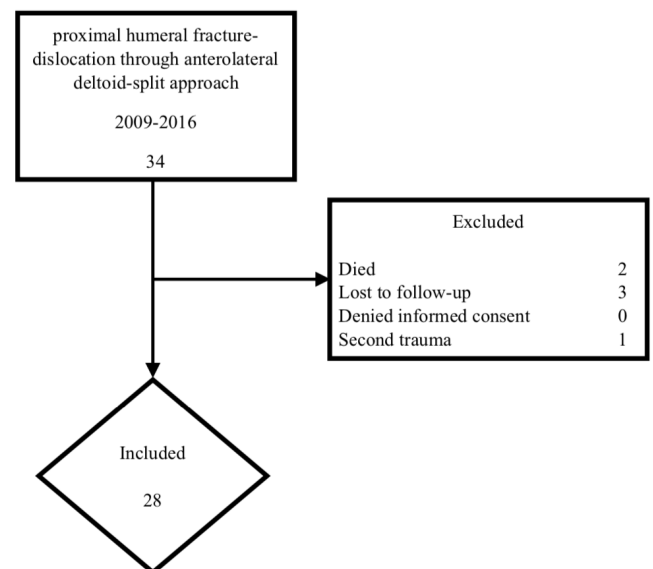 proximal humeral fracture-
dislocation through anterolateral
deltoid-split approach
2009-2016
34
Excluded
Died 2
Lost to follow-up 3
Denied informed consent 0
Second trauma 1
Included
28